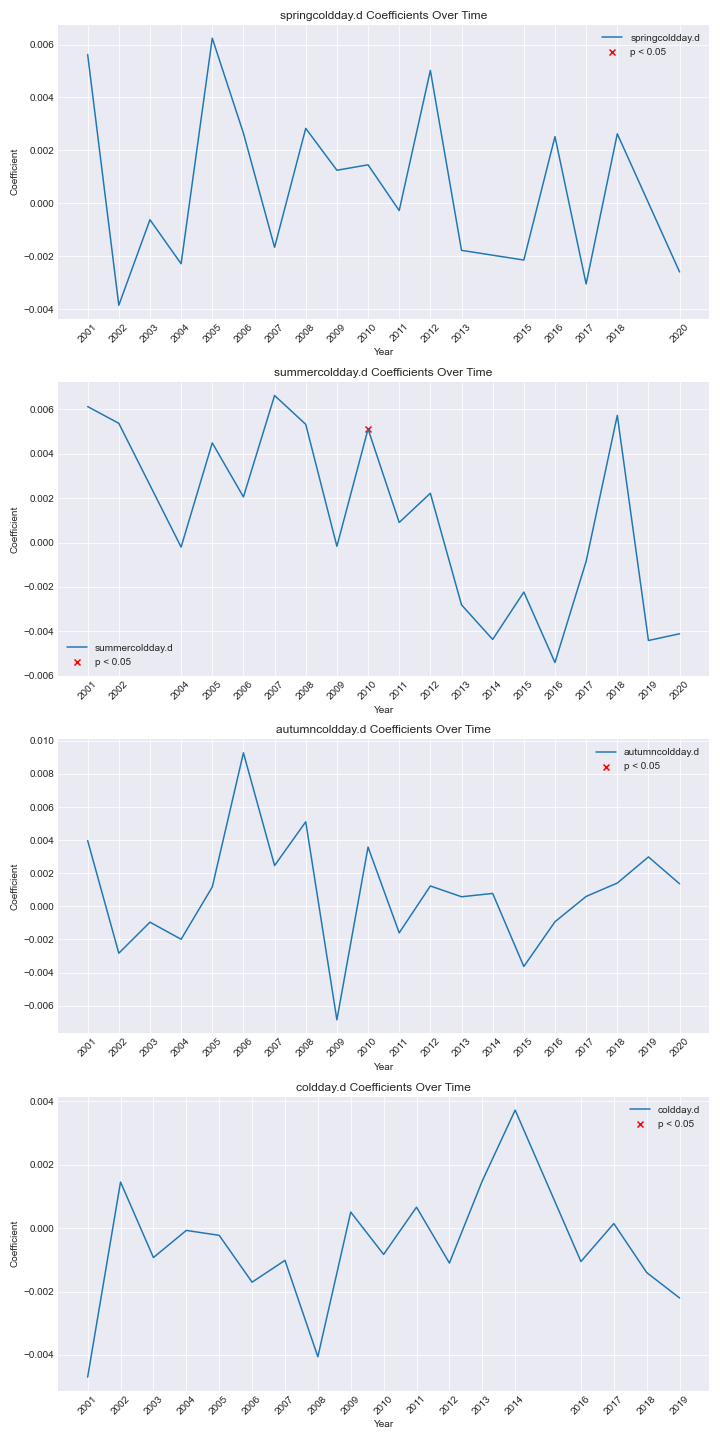 springcoldday.d Coefficients Over Time
springcoldday.d
p < 0.05
0.006
0.004
0.002
0.000
−0.002
−0.004
Coefficient
2001 2002 2003 2004 2005 2006 2007 2008 2009 2010 2011 2012 2013 2015 2016 2017 2018 2020
Year
summercoldday.d Coefficients Over Time
0.006
0.004
0.002
0.000
−0.002
−0.004
−0.006
Coefficient
summercoldday.d
p < 0.05
2001 2002 2004 2005 2006 2007 2008 2009 2010 2011 2012 2013 2014 2015 2016 2017 2018 2019 2020
Year
autumncoldday.d Coefficients Over Time
autumncoldday.d
p < 0.05
0.010
0.008
0.006
0.004
0.002
0.000
−0.002
−0.004
−0.006
Coefficient
2001 2002 2003 2004 2005 2006 2007 2008 2009 2010 2011 2012 2013 2014 2015 2016 2017 2018 2019 2020
Year
coldday.d Coefficients Over Time
coldday.d
p < 0.05
0.004
0.002
0.000
−0.002
−0.004
Coefficient
2001 2002 2003 2004 2005 2006 2007 2008 2009 2010 2011 2012 2013 2014 2016 2017 2018 2019
Year